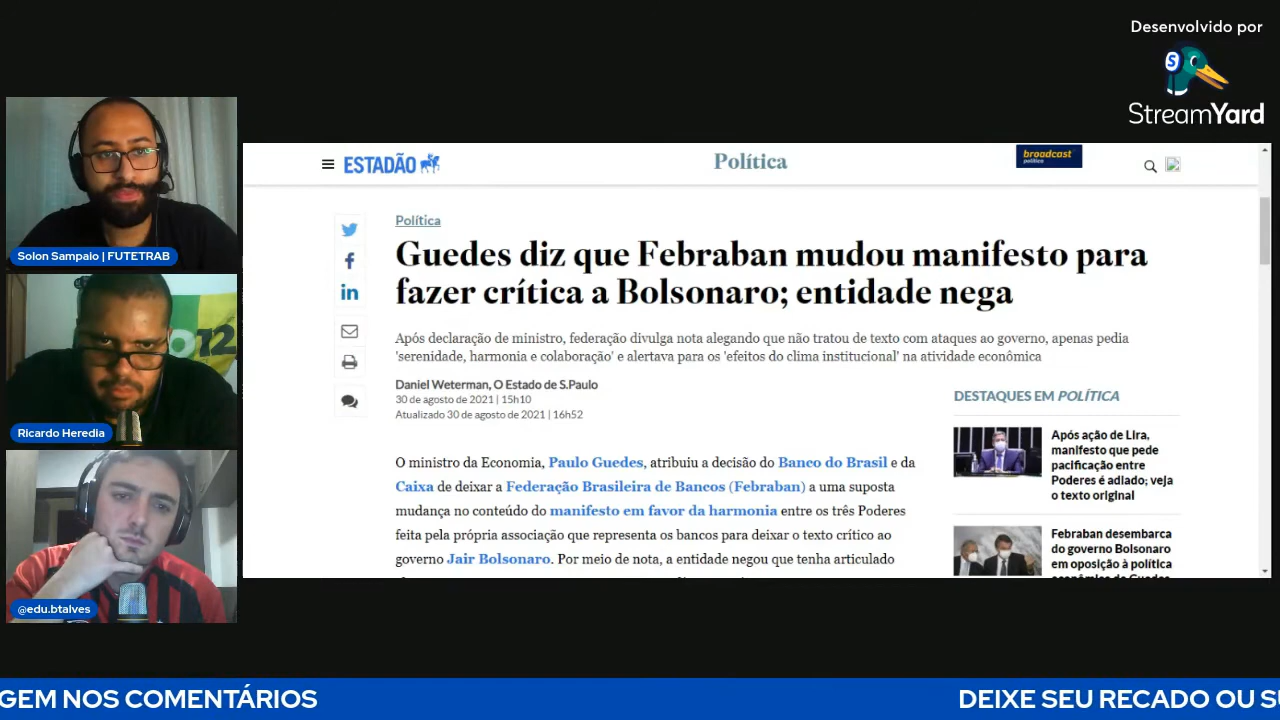 Desenvolvido por
StreamYard
Solon Sampaio | FUTETRAB
12
Ricardo Heredia
@edu.btalves
ESTADÃO
Política
broadcast
político
Política
Guedes diz que Febraban mudou manifesto para
fazer crítica a Bolsonaro; entidade nega
Após declaração de ministro, federação divulga nota alegando que não tratou de texto com ataques ao governo, apenas pedia
'serenidade, harmonia e colaboração' e alertava para os 'efeitos do clima institucional' na atividade econômica
Daniel Weterman, O Estado de S.Paulo
30 de agosto de 2021 | 15h10
Atualizado 30 de agosto de 2021 | 16h52
O ministro da Economia, Paulo Guedes, atribuiu a decisão do Banco do Brasil e da
Caixa de deixar a Federação Brasileira de Bancos (Febraban) a uma suposta
mudança no conteúdo do manifesto em favor da harmonia entre os três Poderes
feita pela própria associação que representa os bancos para deixar o texto crítico ao
governo Jair Bolsonaro. Por meio de nota, a entidade negou que tenha articulado
DESTAQUES EM POLÍTICA
Após ação de Lira,
manifesto que pede
pacificação entre
Poderes é adiado; veja
o texto original
Febraban desembarca
do governo Bolsonaro
em oposição à política
econômica de Guedes
GEM NOS COMENTÁRIOS
DEIXE SEU RECADO OU SU